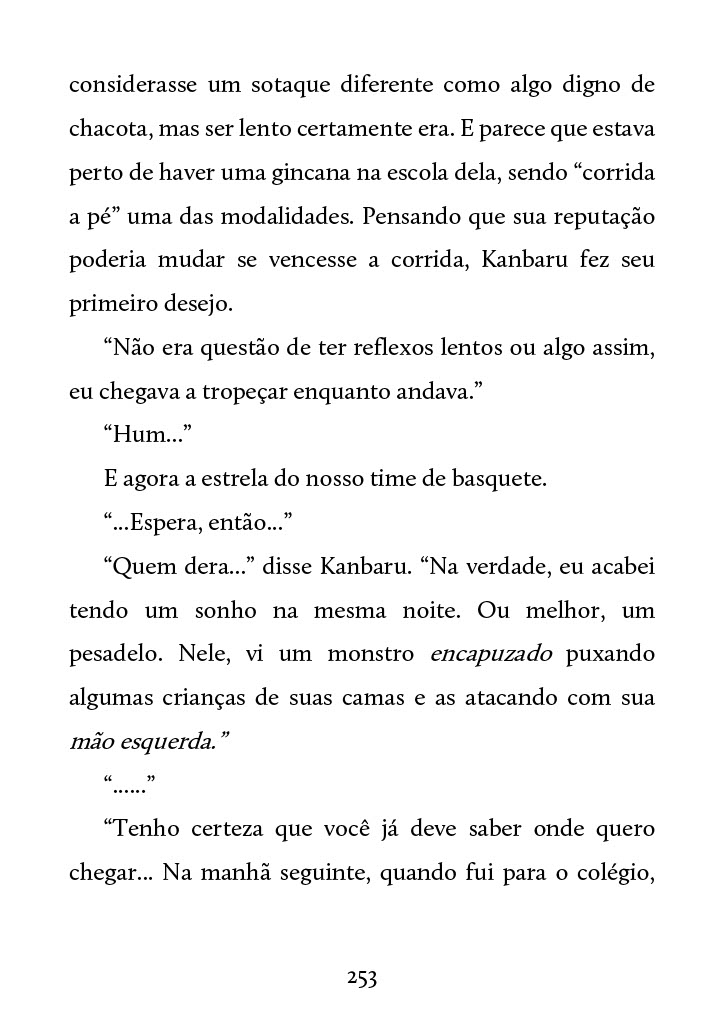 considerasse um sotaque diferente como algo digno de
chacota, mas ser lento certamente era. E parece que estava
perto de haver uma gincana na escola dela, sendo “corrida
a pé” uma das modalidades. Pensando que sua reputação
poderia mudar se vencesse a corrida, Kanbaru fez seu
primeiro desejo.
“Não era questão de ter reflexos lentos ou algo assim,
eu chegava a tropeçar enquanto andava.”
“Hum...”
E agora a estrela do nosso time de basquete.
“...Espera, então...”
“Quem dera...” disse Kanbaru. “Na verdade, eu acabei
tendo um sonho na mesma noite. Ou melhor, um
pesadelo. Nele, vi um monstro encapuzado puxando
algumas crianças de suas camas e as atacando com sua
mão esquerda.”
“......”
“Tenho certeza que você já deve saber onde quero
chegar... Na manhã seguinte, quando fui para o colégio,
253